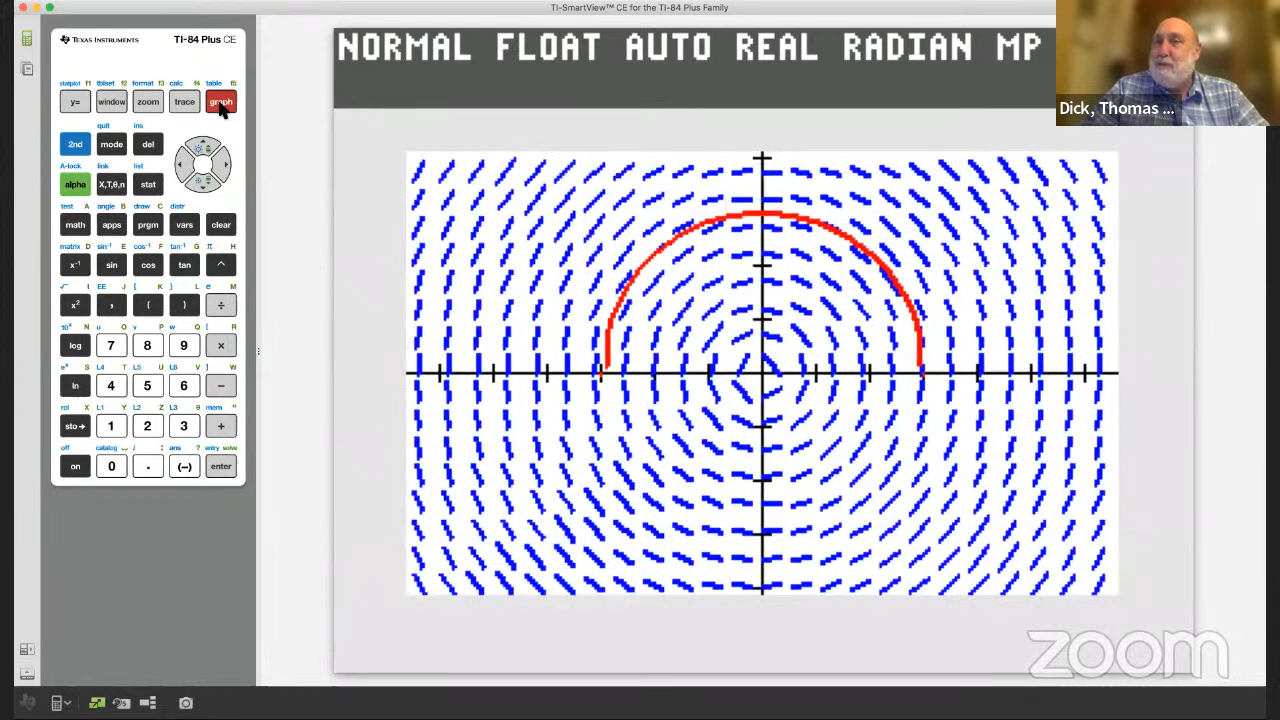 TI-SmartView™ CE for the TI-84 Plus Family
TEXAS INSTRUMENTS TI-84 Plus CE
NORMAL FLOAT AUTO REAL RADIAN MP
Dick, Thomas ...
statplot f1 tblset f2 format f3 calc f4 table f5
y= window zoom trace graph
quit ins
2nd mode del
A-lock link list
alpha X,T,θ,n stat
test A angle B draw C distr
math apps prgm vars clear
matrix D sin⁻¹ E cos⁻¹ F tan⁻¹ G π H
x⁻¹ sin cos tan ^
√ I EE J { K } L e M
x² , ( ) ÷
10ˣ N u O v P w Q [ R
log 7 8 9 ×
eˣ S L4 T L5 U L6 V ] W
ln 4 5 6 −
rcl X L1 Y L2 Z L3 θ mem "
sto→ 1 2 3 +
off catalog i : ans ? entry solve
on 0 . (−) enter
zoom